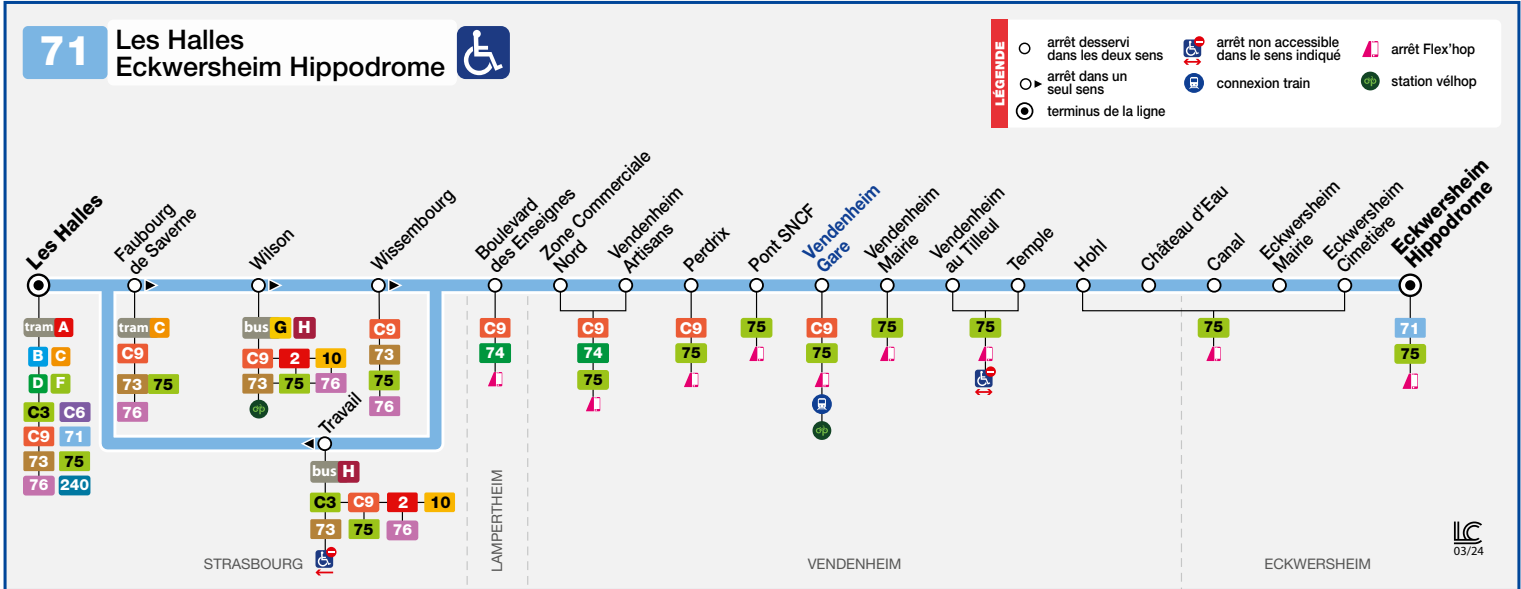 71
Les Halles
Eckwersheim Hippodrome
LÉGENDE
arrêt desservi
dans les deux sens
arrêt dans un
seul sens
terminus de la ligne
arrêt non accessible
dans le sens indiqué
connexion train
arrêt Flex'hop
station vélhop
Les Halles
Faubourg
de Saverne
Wilson
Wissembourg
Boulevard
des Enseignes
Zone Commerciale
Nord
Vendenheim
Artisans
Perdrix
Pont SNCF
Vendenheim
Gare
Vendenheim
Mairie
Vendenheim
au Tilleul
Temple
Hohl
Château d'Eau
Canal
Eckwersheim
Mairie
Eckwersheim
Cimetière
Eckwersheim
Hippodrome
tram A
B C
D F
C3 C6
C9 71
73 75
76 240
tram C
C9
73 75
76
bus G H
C9 2 10
73 75 76
C9
73
75
76
Travail
bus H
C3 C9 2 10
73 75 76
C9
74
C9
74
75
C9
75
75
C9
75
75
75
75
71
75
STRASBOURG
LAMPERTHEIM
VENDENHEIM
ECKWERSHEIM
LC
03/24